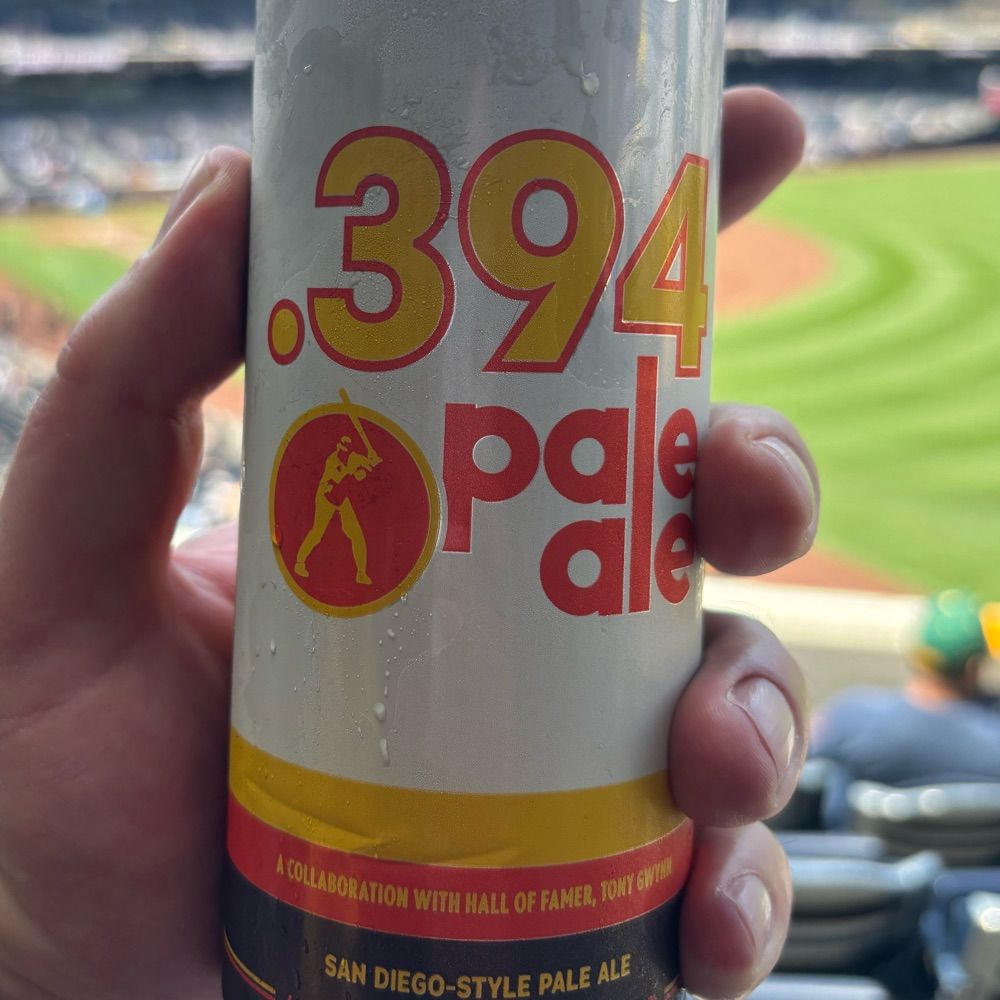 .394
pale
ale
A COLLABORATION WITH HALL OF FAMER, TONY GWYNN
SAN DIEGO-STYLE PALE ALE